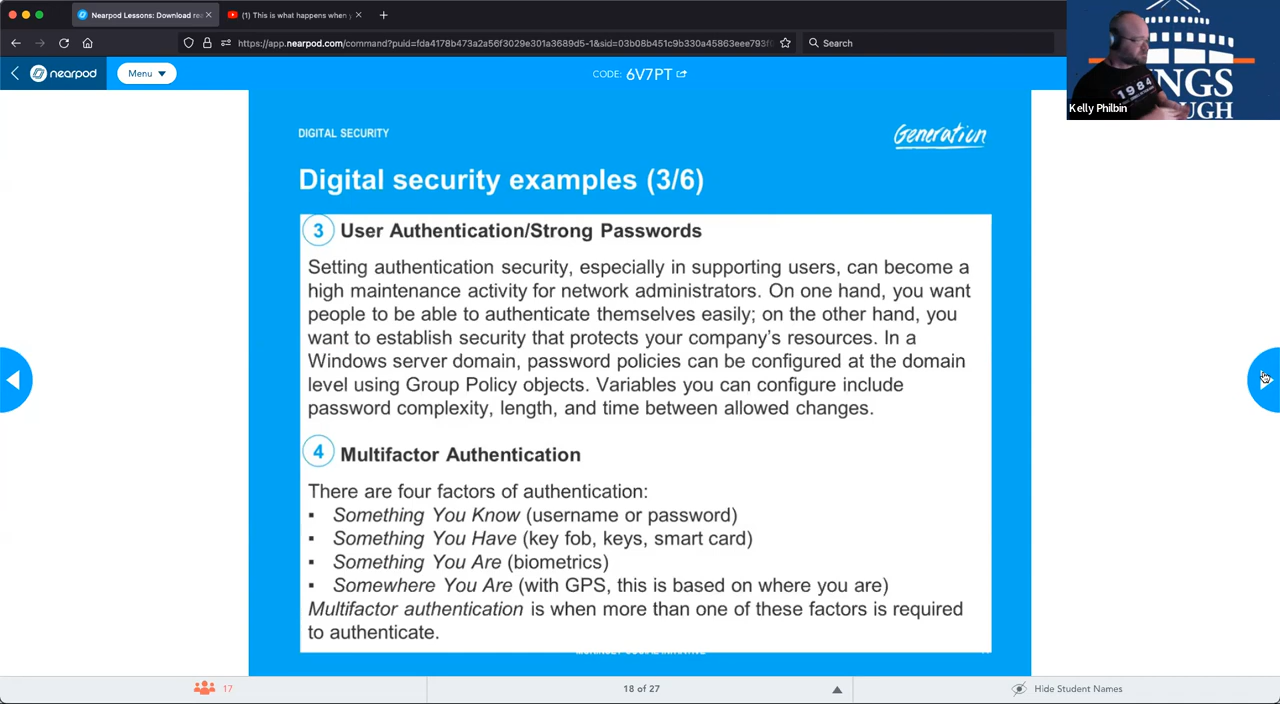 Nearpod Lessons: Download
(1) This is what happens when
https://app.nearpod.com/command?puid=fda4178b473a2a56f3029e301a3689d5-1&sid=03b08b451c9b330a45863eee793f
Search
nearpod
Menu
CODE: 6V7PT
1984
NGS
UGH
Kelly Philbin
DIGITAL SECURITY
Generation
Digital security examples (3/6)
3 User Authentication/Strong Passwords
Setting authentication security, especially in supporting users, can become a
high maintenance activity for network administrators. On one hand, you want
people to be able to authenticate themselves easily; on the other hand, you
want to establish security that protects your company's resources. In a
Windows server domain, password policies can be configured at the domain
level using Group Policy objects. Variables you can configure include
password complexity, length, and time between allowed changes.
4 Multifactor Authentication
There are four factors of authentication:
▪ Something You Know (username or password)
▪ Something You Have (key fob, keys, smart card)
▪ Something You Are (biometrics)
▪ Somewhere You Are (with GPS, this is based on where you are)
Multifactor authentication is when more than one of these factors is required
to authenticate.
17
18 of 27
Hide Student Names